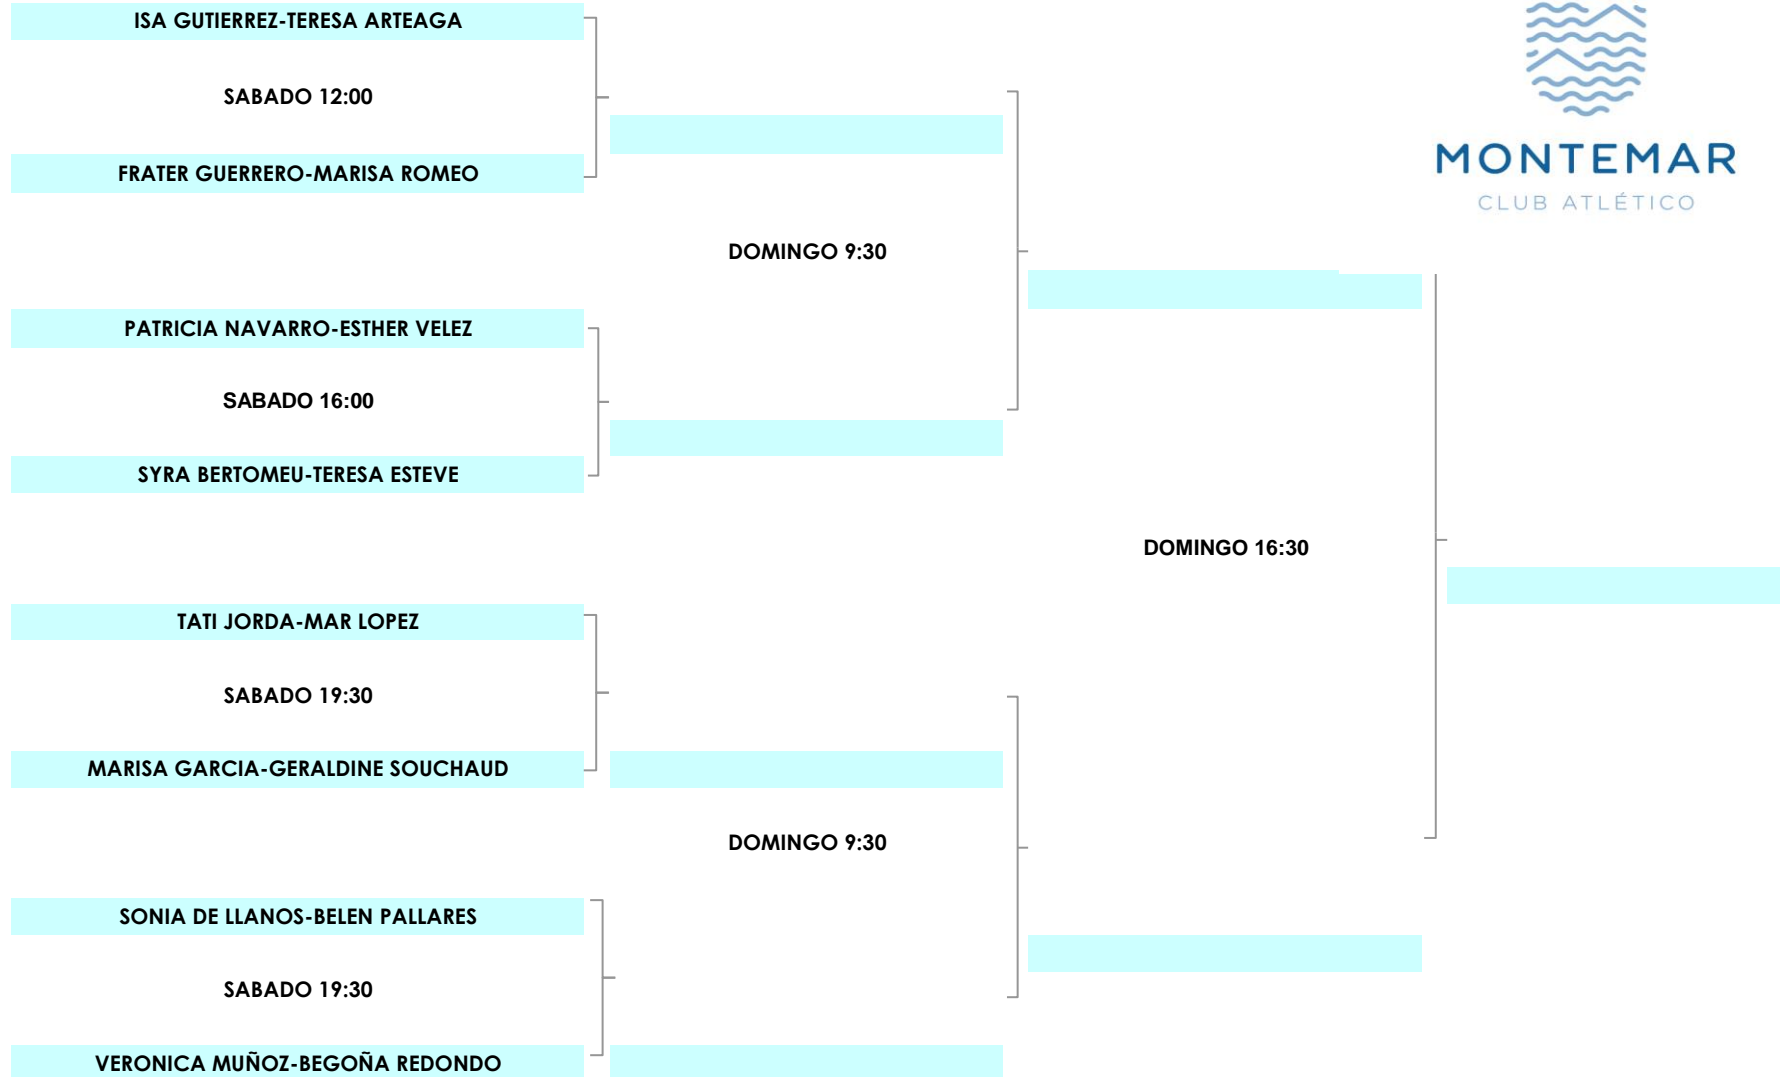 ISA GUTIERREZ-TERESA ARTEAGA
SABADO 12:00
FRATER GUERRERO-MARISA ROMEO
MONTEMAR
CLUB ATLÉTICO
DOMINGO 9:30
PATRICIA NAVARRO-ESTHER VELEZ
SABADO 16:00
SYRA BERTOMEU-TERESA ESTEVE
DOMINGO 16:30
TATI JORDA-MAR LOPEZ
SABADO 19:30
MARISA GARCIA-GERALDINE SOUCHAUD
DOMINGO 9:30
SONIA DE LLANOS-BELEN PALLARES
SABADO 19:30
VERONICA MUÑOZ-BEGOÑA REDONDO